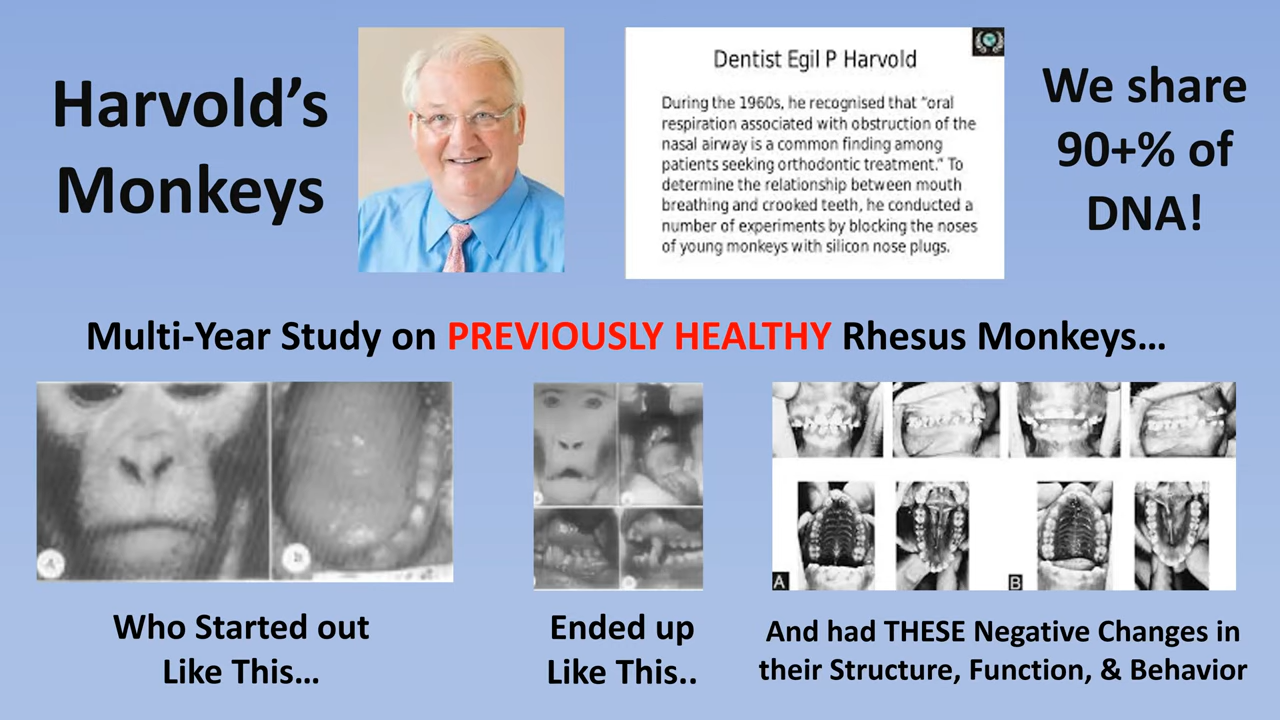 Harvold's
Monkeys
Dentist Egil P Harvold
During the 1960s, he recognised that "oral
respiration associated with obstruction of the
nasal airway is a common finding among
patients seeking orthodontic treatment." To
determine the relationship between mouth
breathing and crooked teeth, he conducted a
number of experiments by blocking the noses
of young monkeys with silicon nose plugs.
We share
90+% of
DNA!
Multi-Year Study on PREVIOUSLY HEALTHY Rhesus Monkeys...
b
A
B
Who Started out
Like This...
Ended up
Like This..
And had THESE Negative Changes in
their Structure, Function, & Behavior